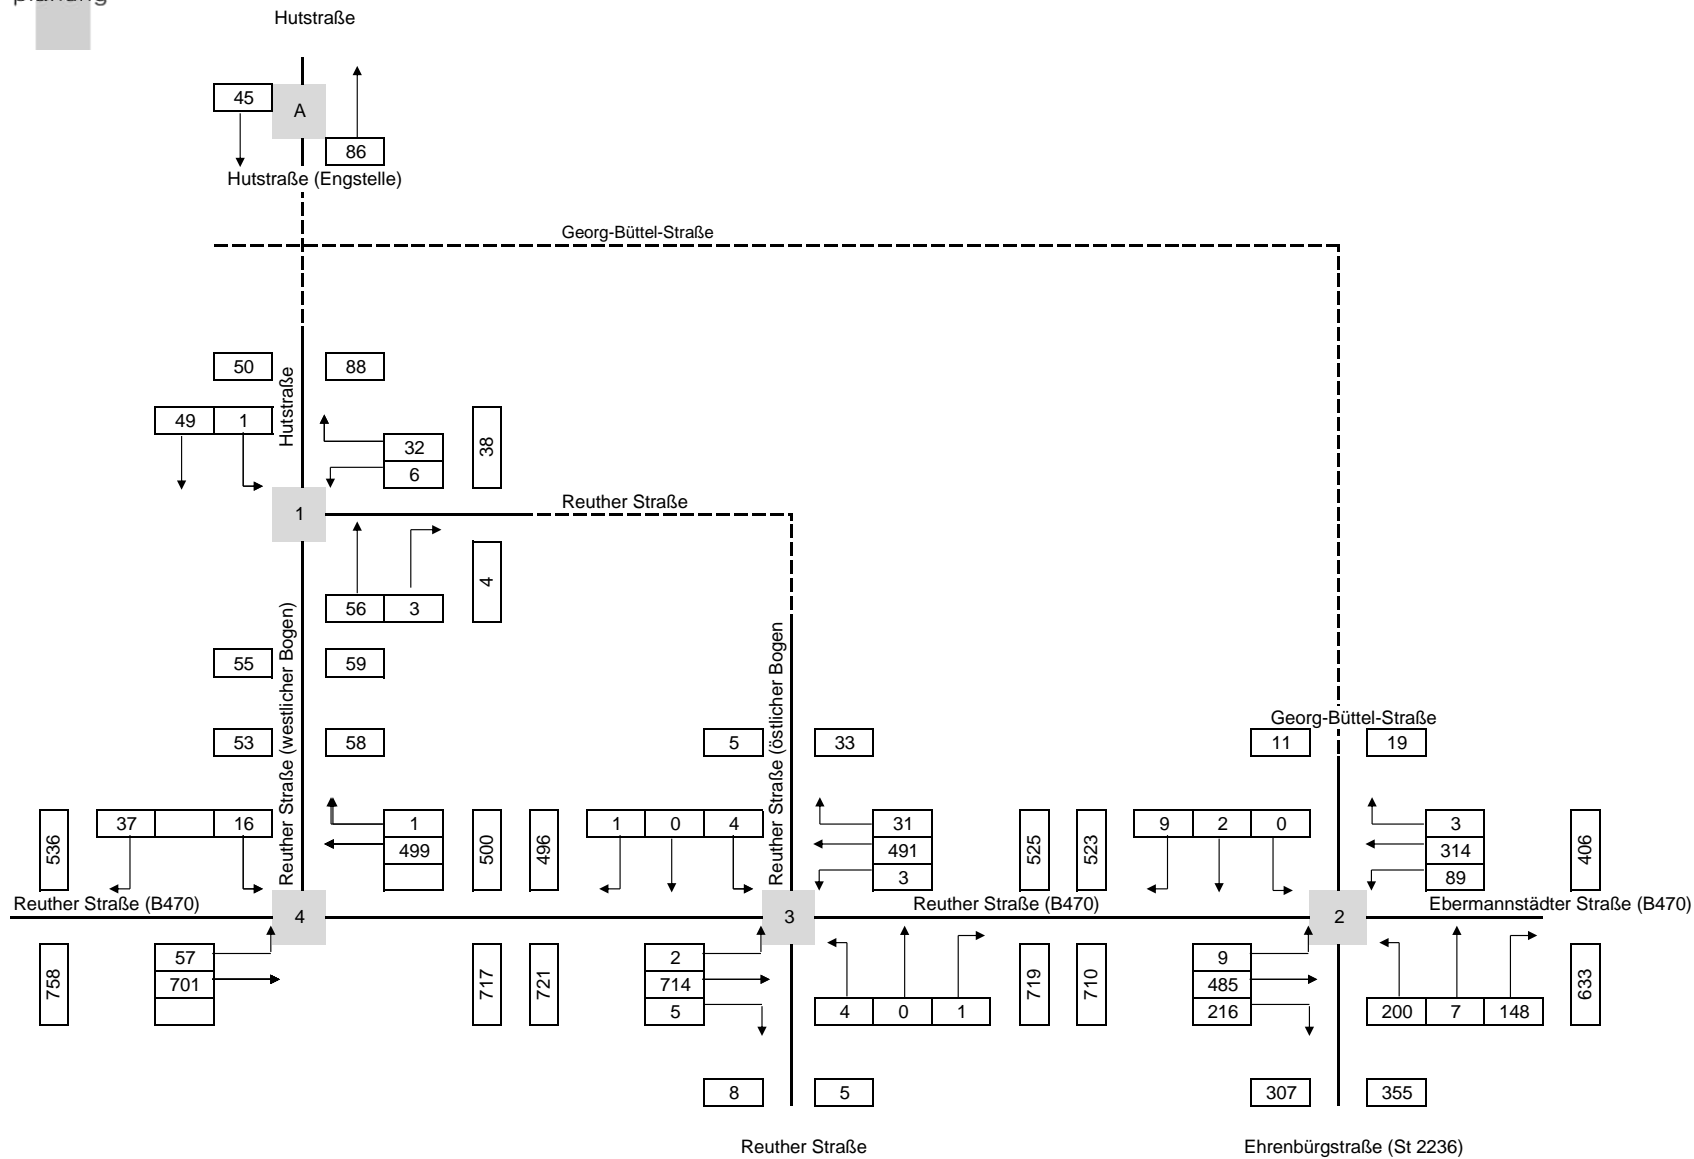 planung
Hutstraße
45
A
86
Hutstraße (Engstelle)
Georg-Büttel-Straße
50
88
Hutstraße
49 1
32
6
38
1
Reuther Straße
4
56 3
Reuther Straße (westlicher Bogen)
55
59
Reuther Straße (östlicher Bogen
Georg-Büttel-Straße
53
58
5
33
11
19
536
37 16
1
499
500
496
1 0 4
31
491
3
525
523
9 2 0
3
314
89
406
Reuther Straße (B470)
4
3
Reuther Straße (B470)
2
Ebermannstädter Straße (B470)
758
57
701
717
721
2
714
5
4 0 1
719
710
9
485
216
200 7 148
633
8
5
307
355
Reuther Straße
Ehrenbürgstraße (St 2236)